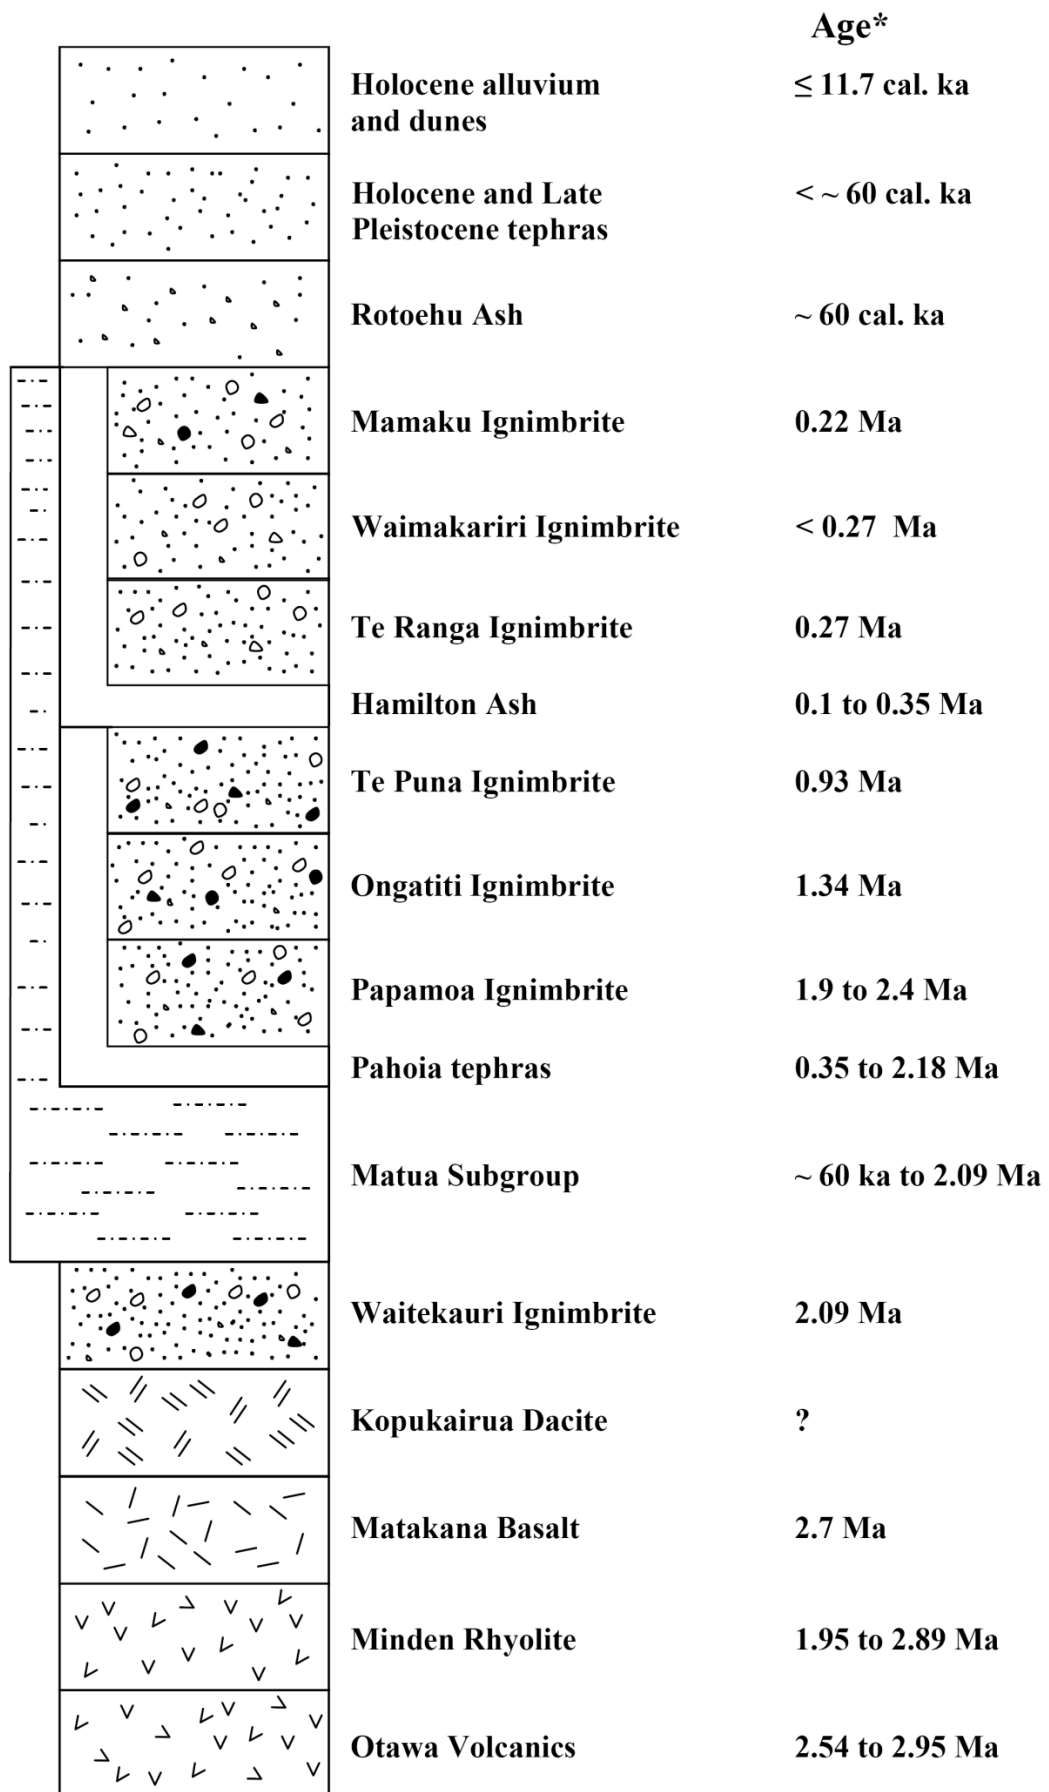 Age*
Holocene alluvium ≤ 11.7 cal. ka
and dunes
Holocene and Late < ~ 60 cal. ka
Pleistocene tephras
Rotoehu Ash ~ 60 cal. ka
Mamaku Ignimbrite 0.22 Ma
Waimakariri Ignimbrite < 0.27 Ma
Te Ranga Ignimbrite 0.27 Ma
Hamilton Ash 0.1 to 0.35 Ma
Te Puna Ignimbrite 0.93 Ma
Ongatiti Ignimbrite 1.34 Ma
Papamoa Ignimbrite 1.9 to 2.4 Ma
Pahoia tephras 0.35 to 2.18 Ma
Matua Subgroup ~ 60 ka to 2.09 Ma
Waitekauri Ignimbrite 2.09 Ma
Kopukairua Dacite ?
Matakana Basalt 2.7 Ma
Minden Rhyolite 1.95 to 2.89 Ma
Otawa Volcanics 2.54 to 2.95 Ma